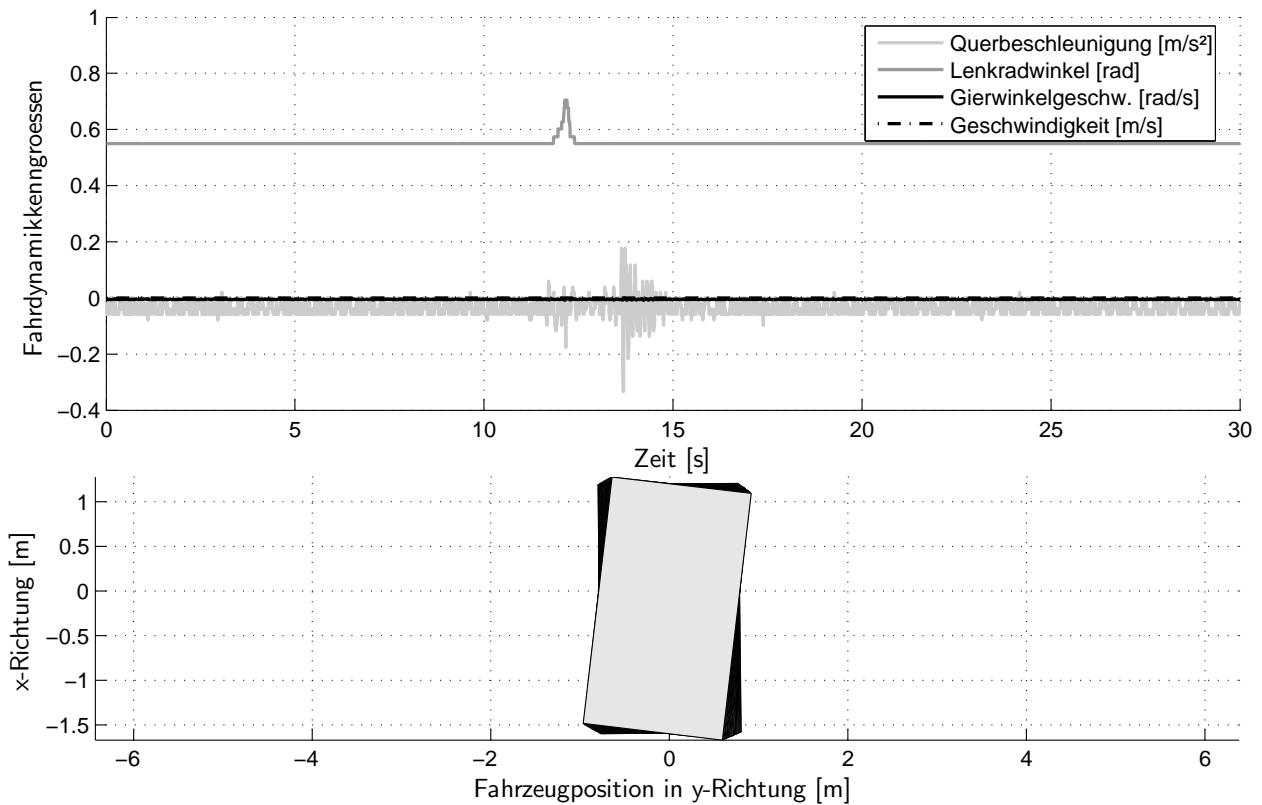 1
0.8
0.6
0.4
0.2
0
−0.2
−0.4
Fahrdynamikkenngroessen
Querbeschleunigung [m/s²]
Lenkradwinkel [rad]
Gierwinkelgeschw. [rad/s]
Geschwindigkeit [m/s]
0 5 10 15 20 25 30
Zeit [s]
1
0.5
0
−0.5
−1
−1.5
x-Richtung [m]
−6 −4 −2 0 2 4 6
Fahrzeugposition in y-Richtung [m]